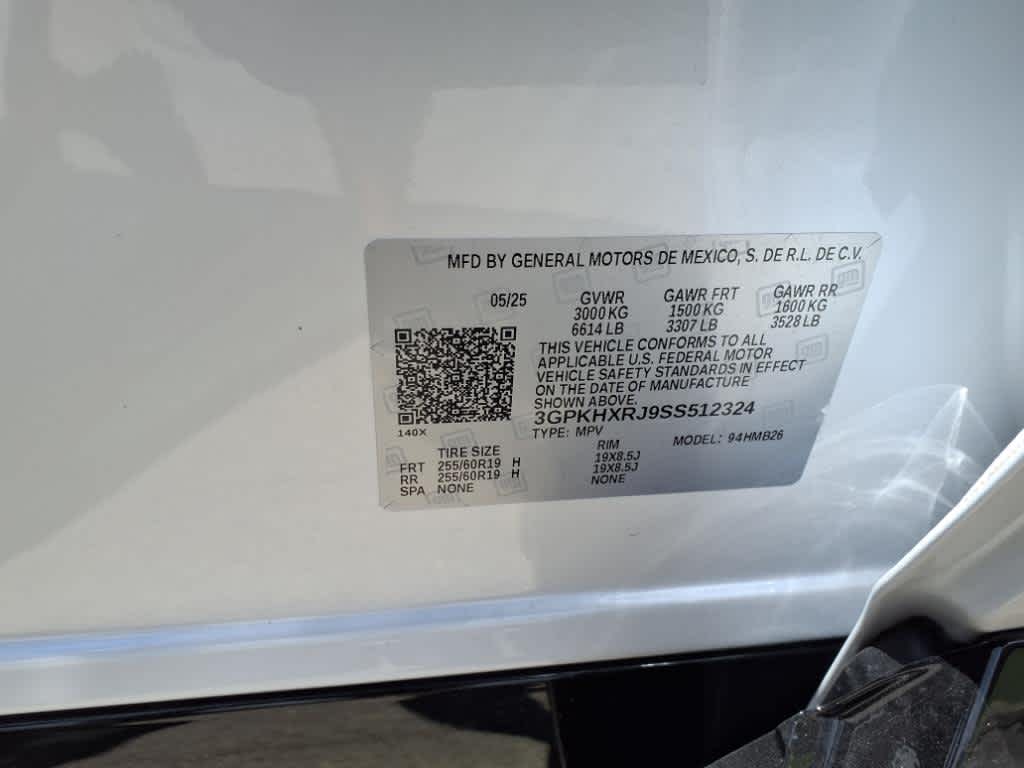 MFD BY GENERAL MOTORS DE MEXICO, S. DE R.L. DE C.V.
05/25 GVWR GAWR FRT GAWR RR
3000 KG 1500 KG 1600 KG
6614 LB 3307 LB 3528 LB
THIS VEHICLE CONFORMS TO ALL
APPLICABLE U.S. FEDERAL MOTOR
VEHICLE SAFETY STANDARDS IN EFFECT
ON THE DATE OF MANUFACTURE
SHOWN ABOVE.
3GPKHXRJ9SS512324
140X TYPE: MPV MODEL: 94HMB26
TIRE SIZE RIM
FRT 255/60R19 H 19X8.5J
RR 255/60R19 H 19X8.5J
SPA NONE NONE